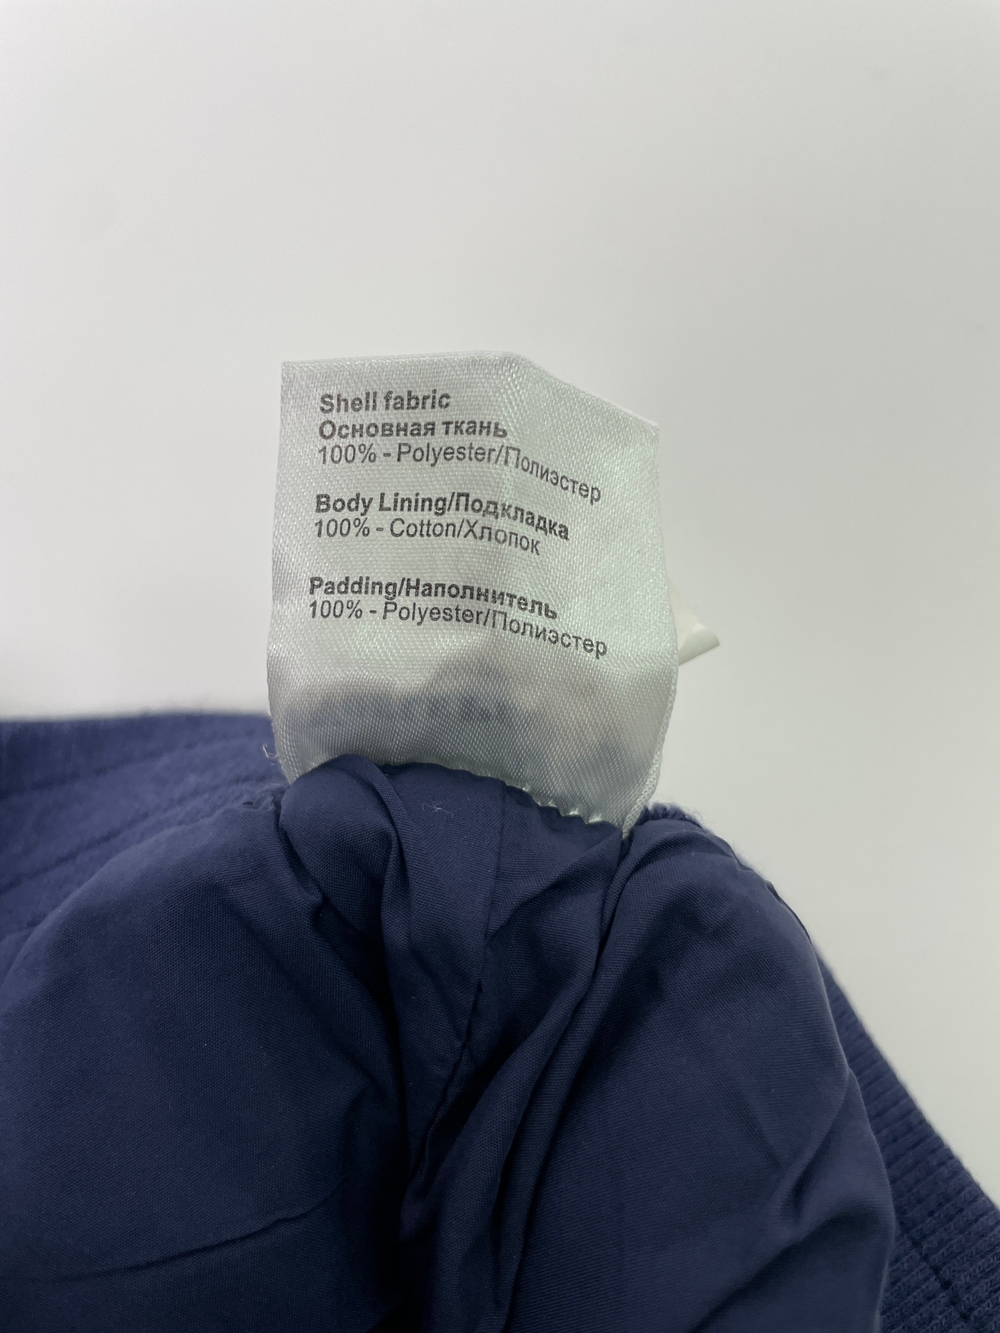 Shell fabric
Основная ткань
100% - Polyester/Полиэстер
Body Lining/Подкладка
100% - Cotton/Хлопок
Padding/Наполнитель
100% - Polyester/Полиэстер